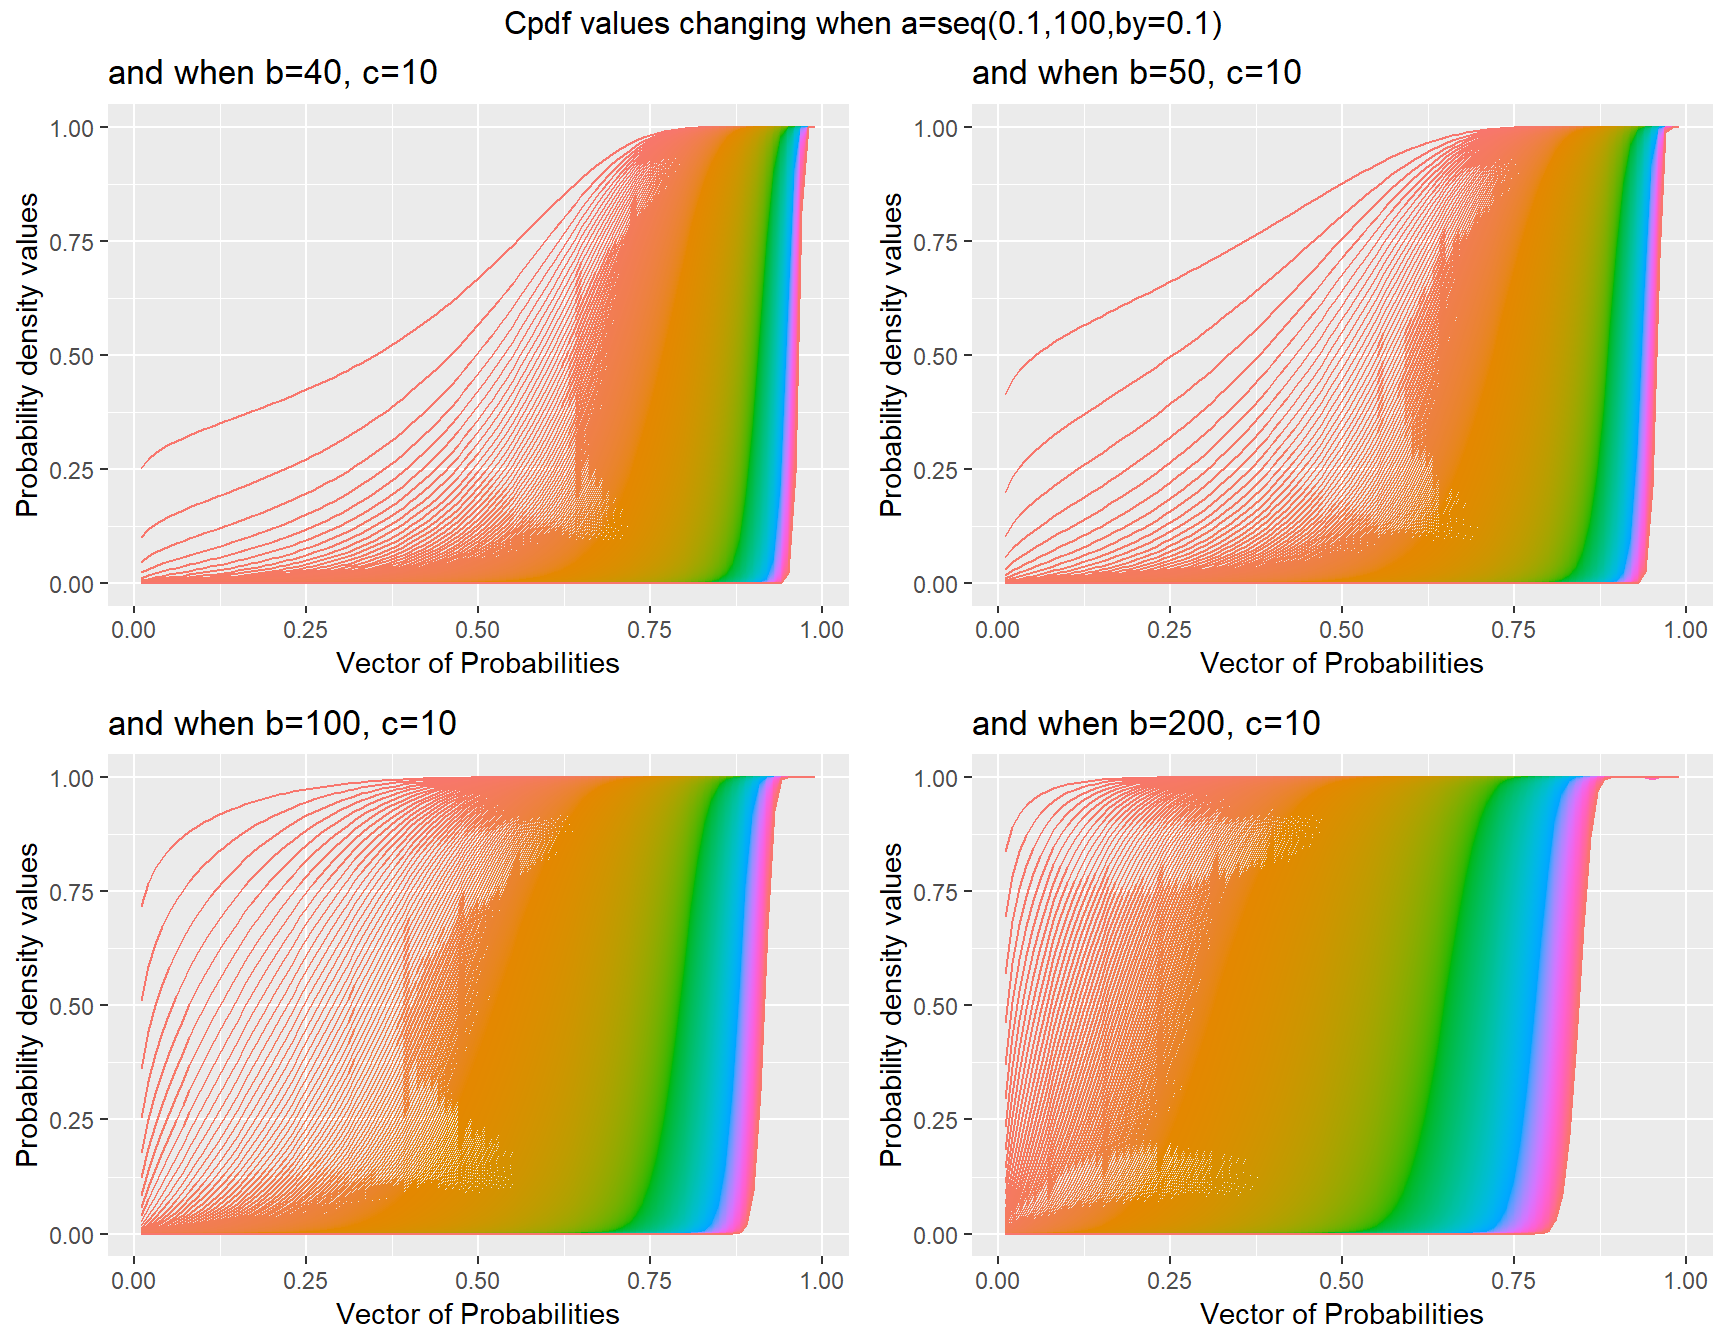 Cpdf values changing when a=seq(0.1,100,by=0.1)
and when b=40, c=10
Probability density values
1.00
0.75
0.50
0.25
0.00
0.00 0.25 0.50 0.75 1.00
Vector of Probabilities
and when b=50, c=10
Probability density values
1.00
0.75
0.50
0.25
0.00
0.00 0.25 0.50 0.75 1.00
Vector of Probabilities
and when b=100, c=10
Probability density values
1.00
0.75
0.50
0.25
0.00
0.00 0.25 0.50 0.75 1.00
Vector of Probabilities
and when b=200, c=10
Probability density values
1.00
0.75
0.50
0.25
0.00
0.00 0.25 0.50 0.75 1.00
Vector of Probabilities